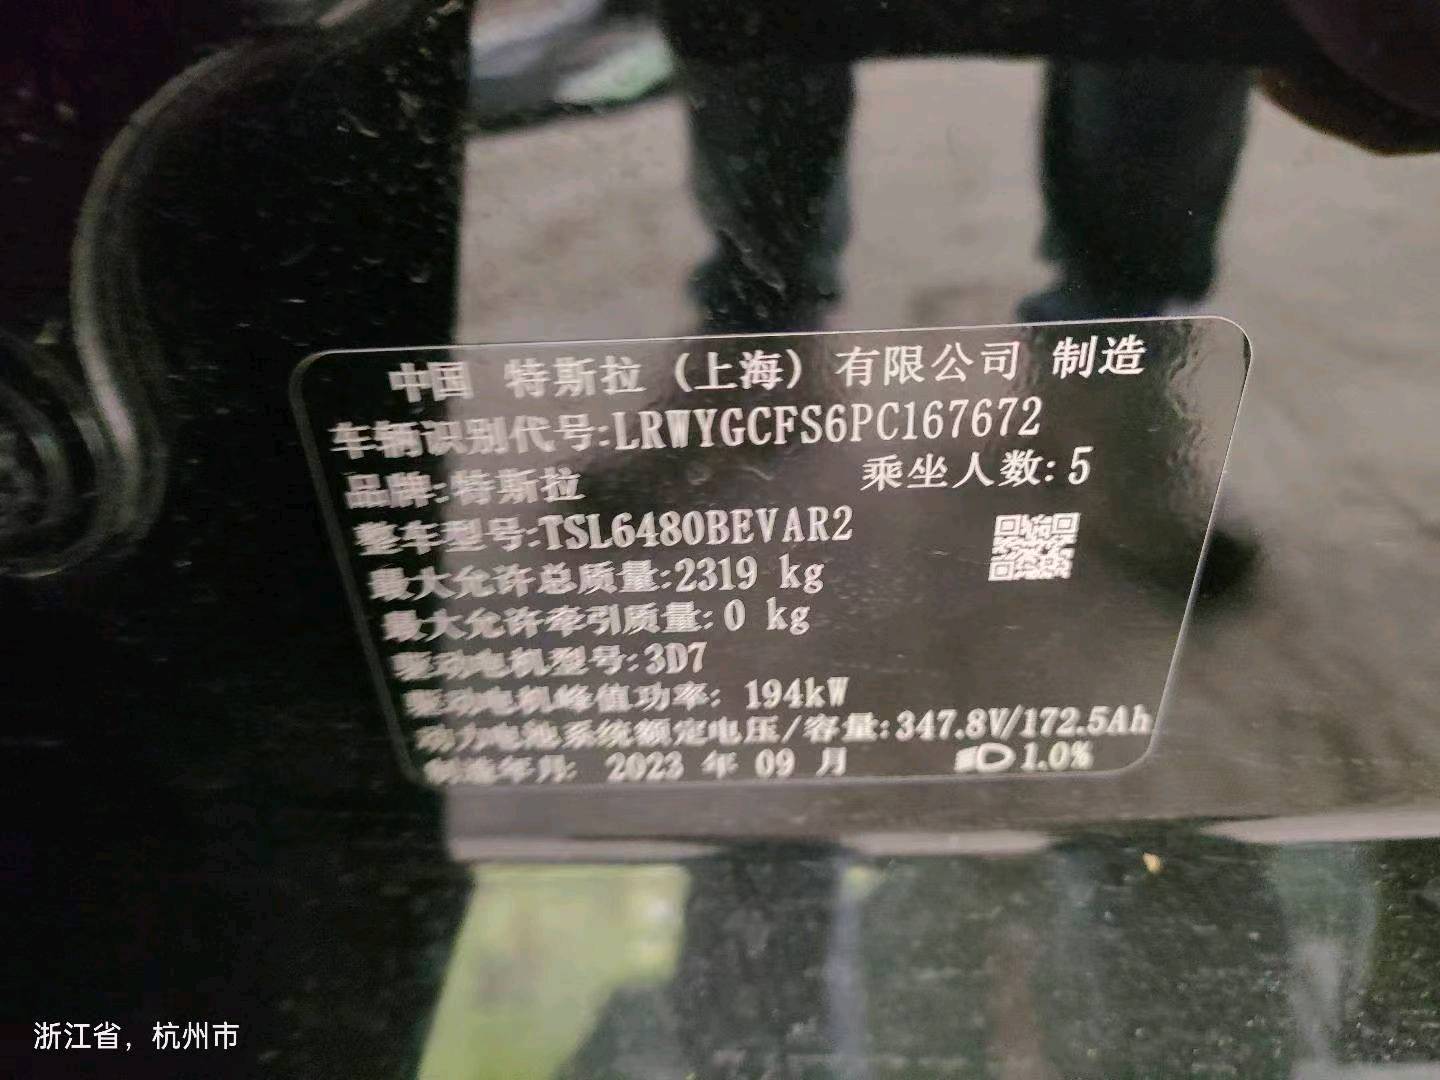 中国 特斯拉（上海）有限公司 制造
车辆识别代号:LRWYGCFS6PC167672
品牌:特斯拉 乘坐人数:5
整车型号:TSL6480BEVAR2
最大允许总质量:2319 kg
最大允许牵引质量:0 kg
驱动电机型号:3D7
驱动电机峰值功率: 194kW
动力电池系统额定电压/容量:347.8V/172.5Ah
制造年月: 2023 年 09 月 1.0%
浙江省，杭州市